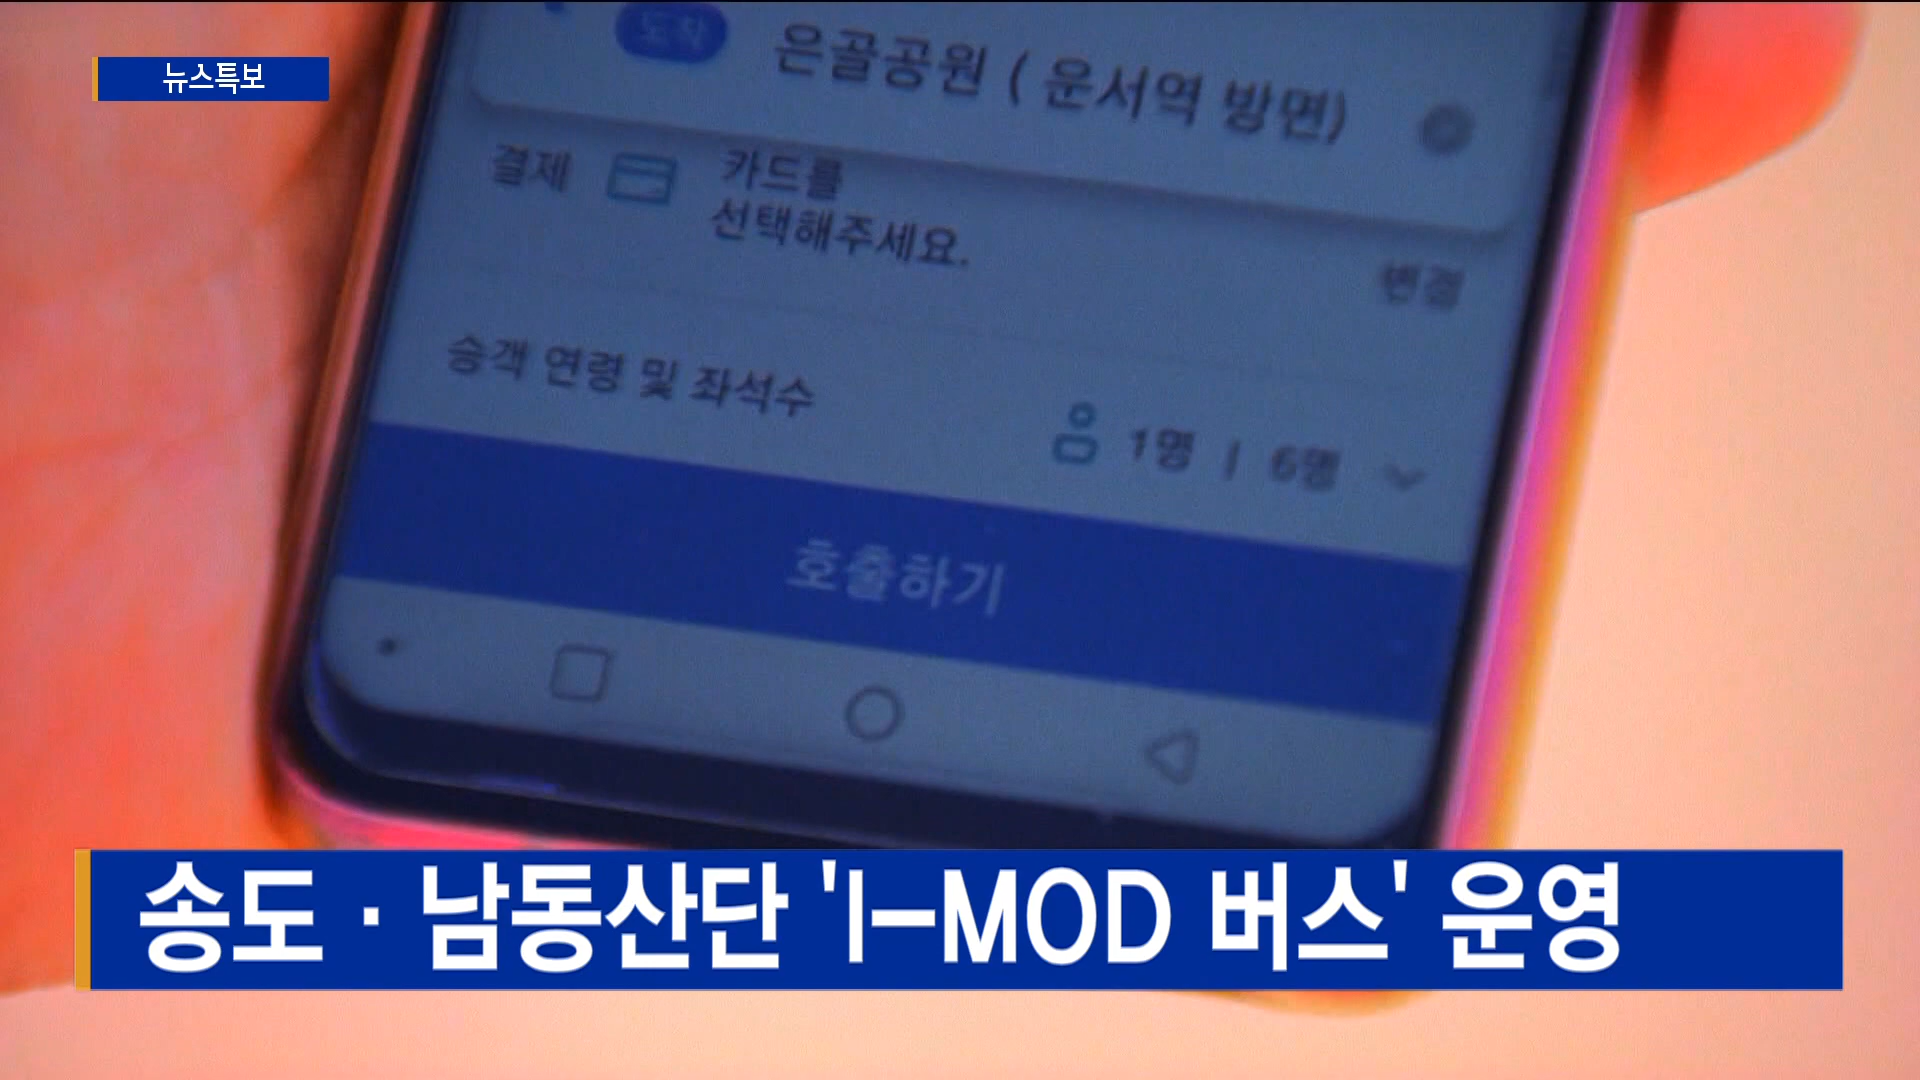 뉴스특보
도착 은골공원 ( 운서역 방면)
결제 카드를
선택해주세요.
변경
승객 연령 및 좌석수 1명 | 6명
호출하기
송도 · 남동산단 'I-MOD 버스' 운영